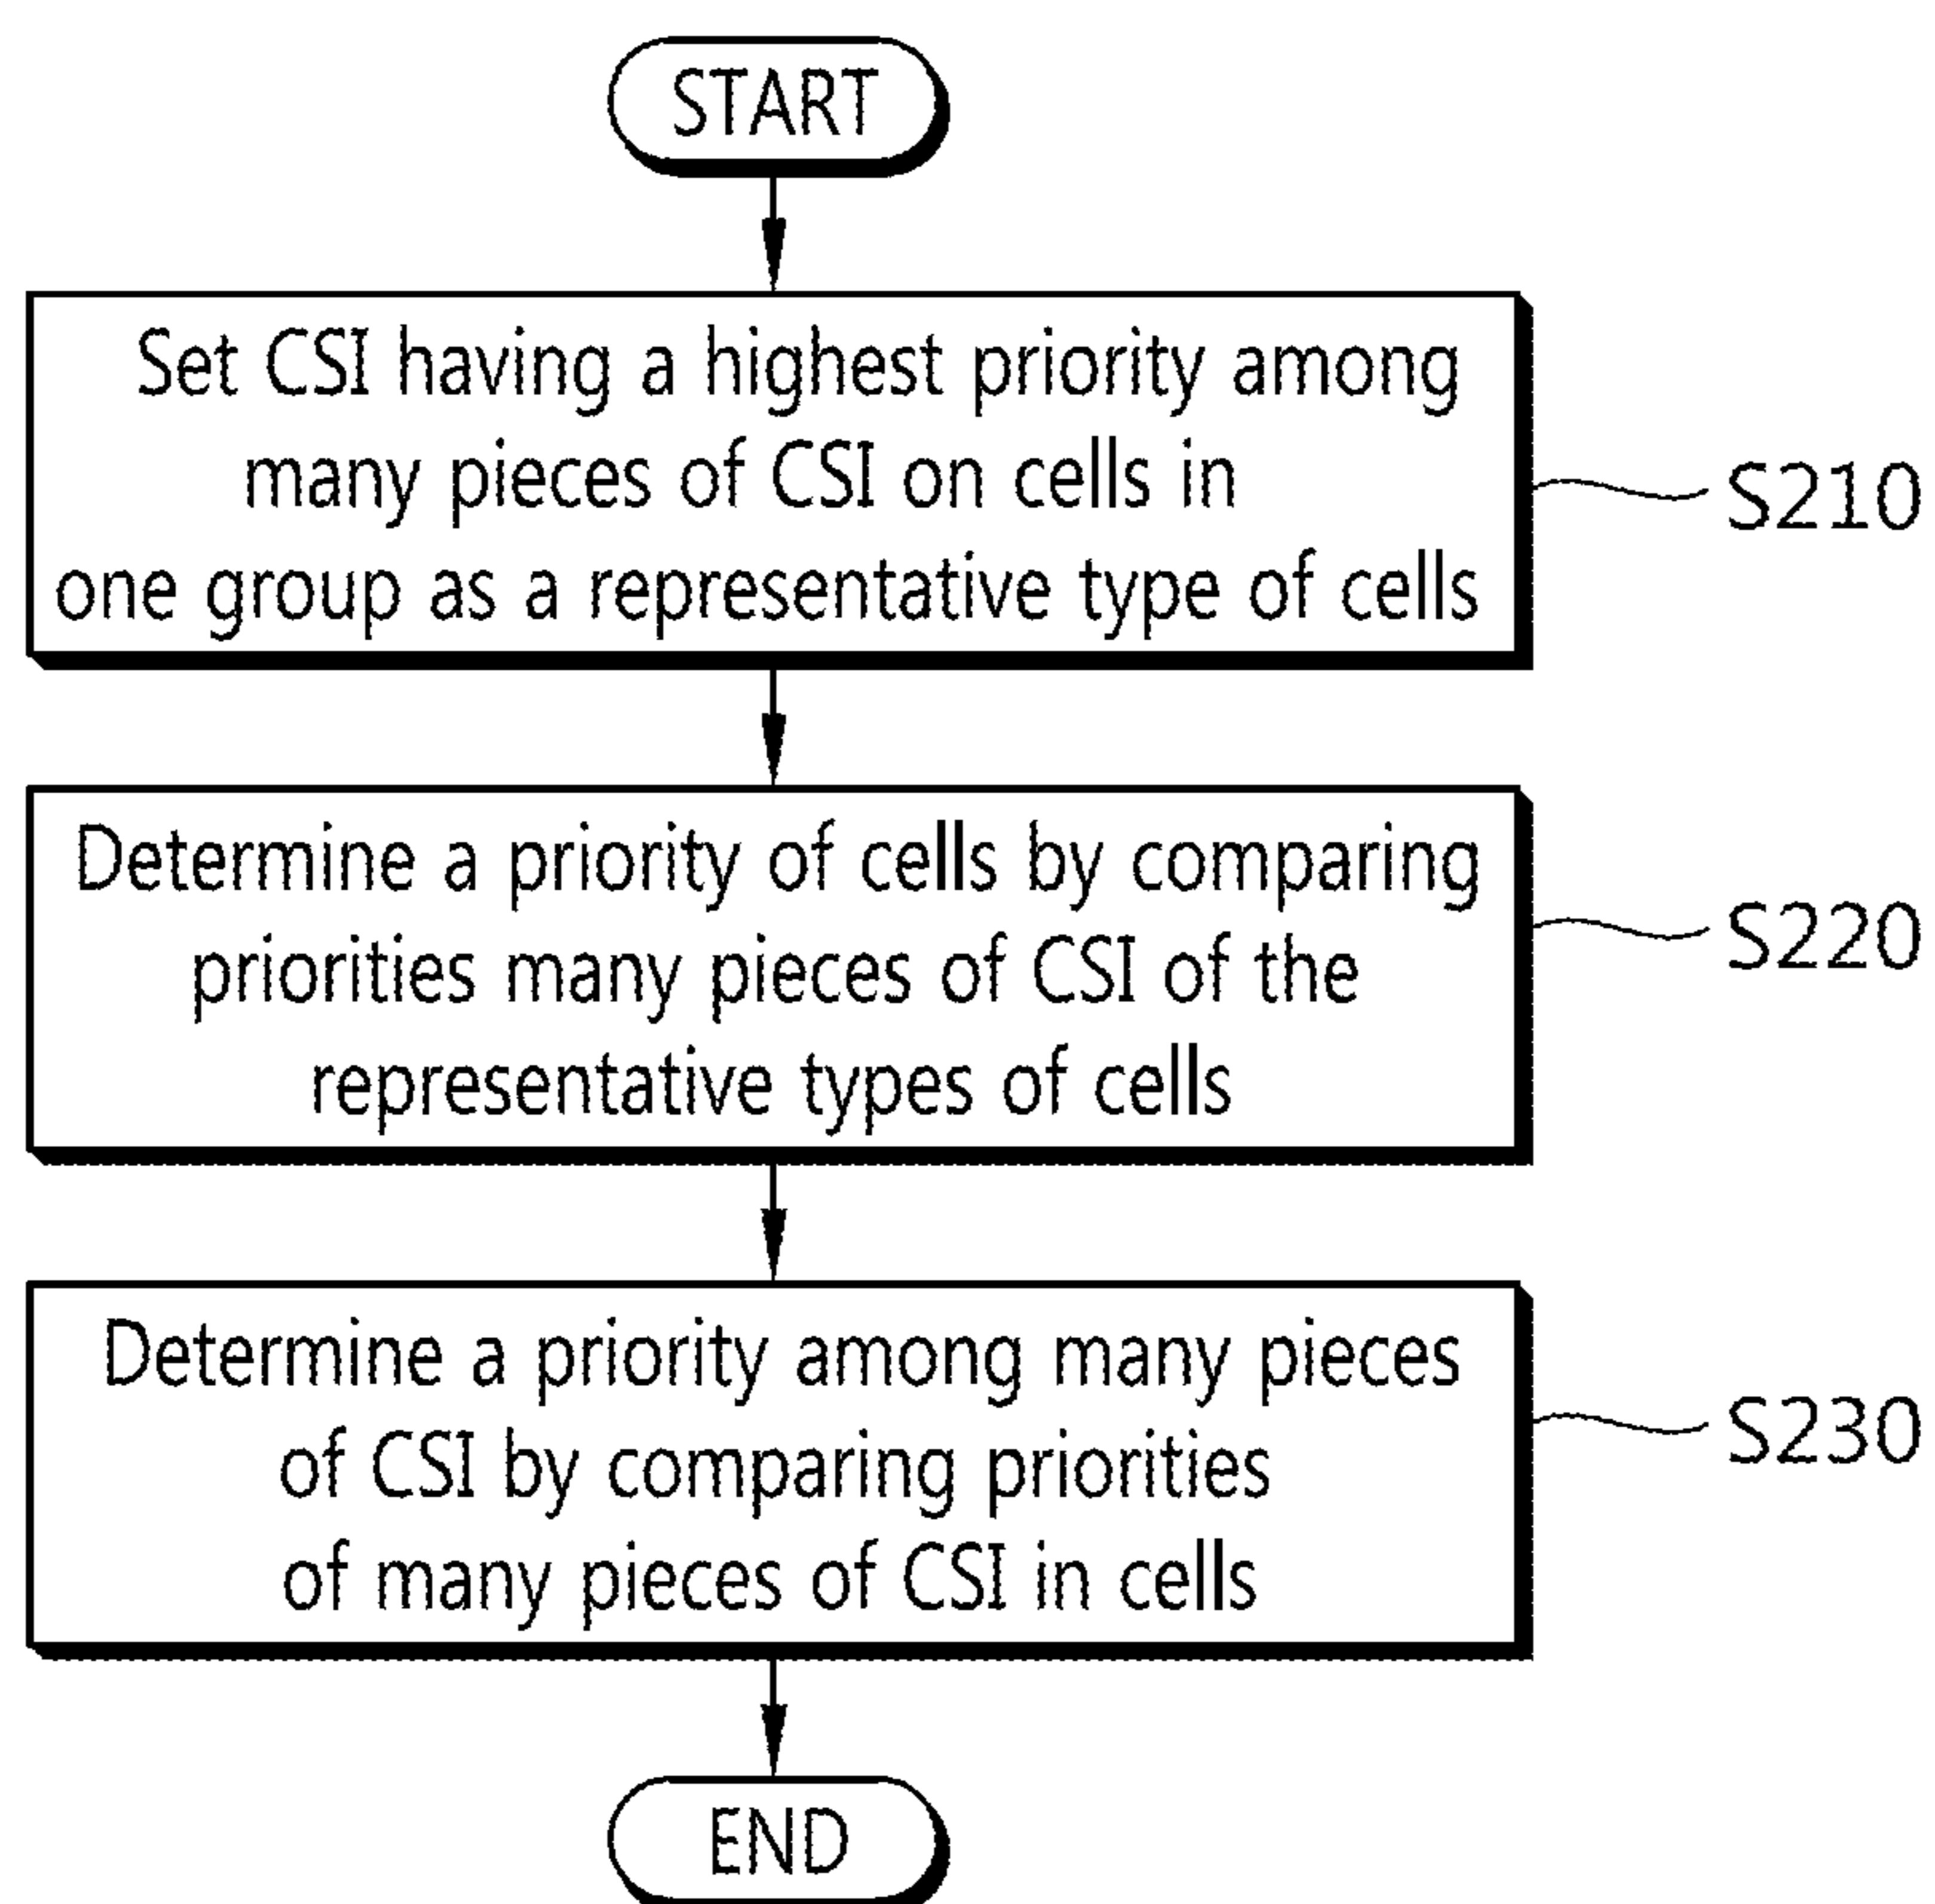 START
Set CSI having a highest priority among
many pieces of CSI on cells in
one group as a representative type of cells
S210
Determine a priority of cells by comparing
priorities many pieces of CSI of the
representative types of cells
S220
Determine a priority among many pieces
of CSI by comparing priorities
of many pieces of CSI in cells
S230
END